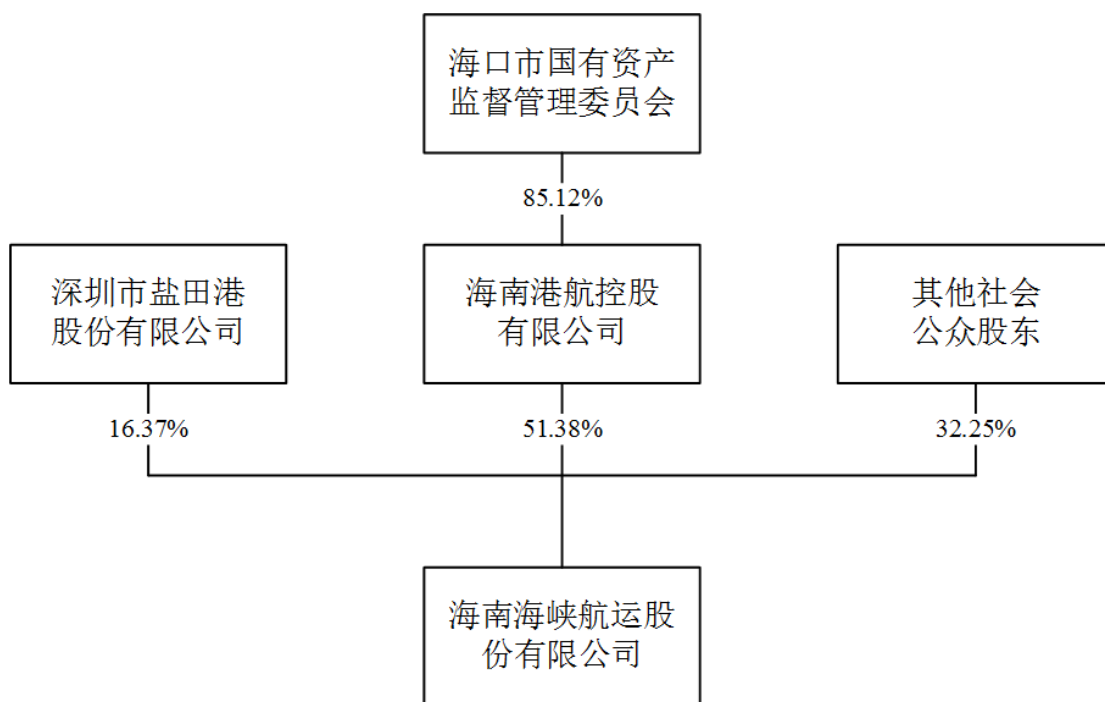 海口市国有资产
监督管理委员会
85.12%
深圳市盐田港
股份有限公司
海南港航控股
有限公司
其他社会
公众股东
16.37%
51.38%
32.25%
海南海峡航运股
份有限公司